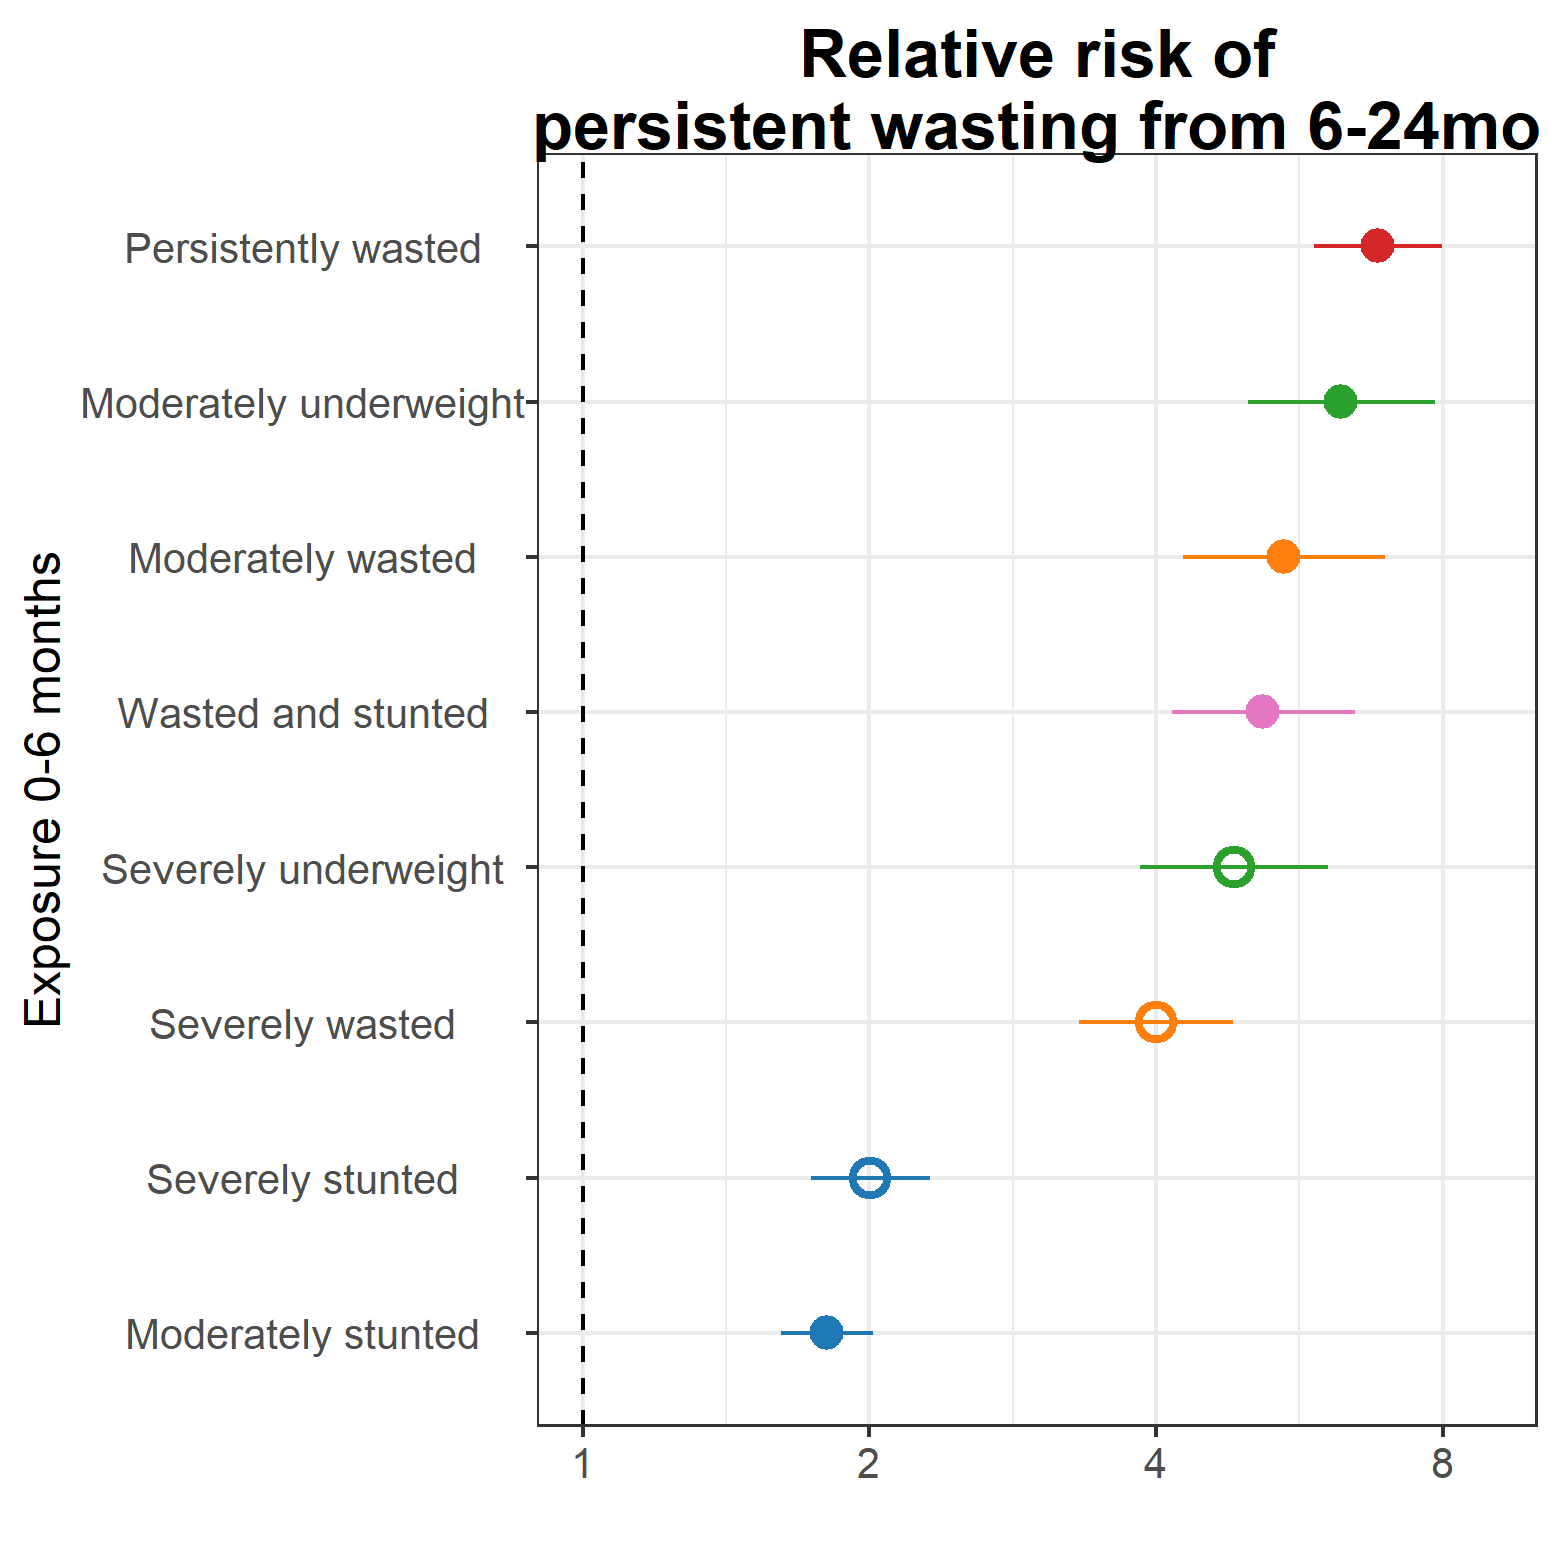 Relative risk of
persistent wasting from 6-24mo
Exposure 0-6 months
Persistently wasted
Moderately underweight
Moderately wasted
Wasted and stunted
Severely underweight
Severely wasted
Severely stunted
Moderately stunted
1 2 4 8